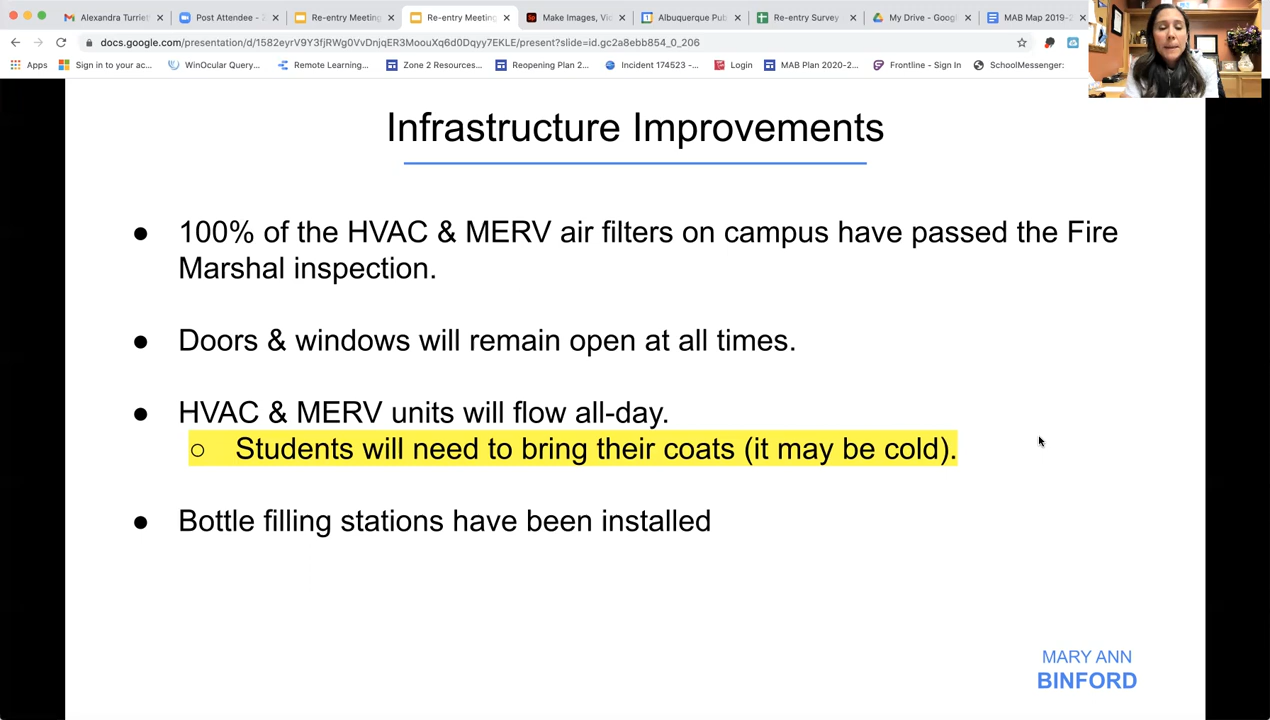 Alexandra Turriet
Post Attendee - Z
Re-entry Meeting
Re-entry Meeting
Make Images, Vid
Albuquerque Pub
Re-entry Survey
My Drive - Googl
MAB Map 2019-2
docs.google.com/presentation/d/1582eyrV9Y3fjRWg0VvDnjqER3MoouXq6d0Dqyy7EKLE/present?slide=id.gc2a8ebb854_0_206
Apps
Sign in to your ac...
WinOcular Query...
Remote Learning...
Zone 2 Resources...
Reopening Plan 2...
Incident 174523 -...
Login
MAB Plan 2020-2...
Frontline - Sign In
SchoolMessenger:
Infrastructure Improvements
● 100% of the HVAC & MERV air filters on campus have passed the Fire
Marshal inspection.
● Doors & windows will remain open at all times.
● HVAC & MERV units will flow all-day.
○ Students will need to bring their coats (it may be cold).
● Bottle filling stations have been installed
MARY ANN
BINFORD